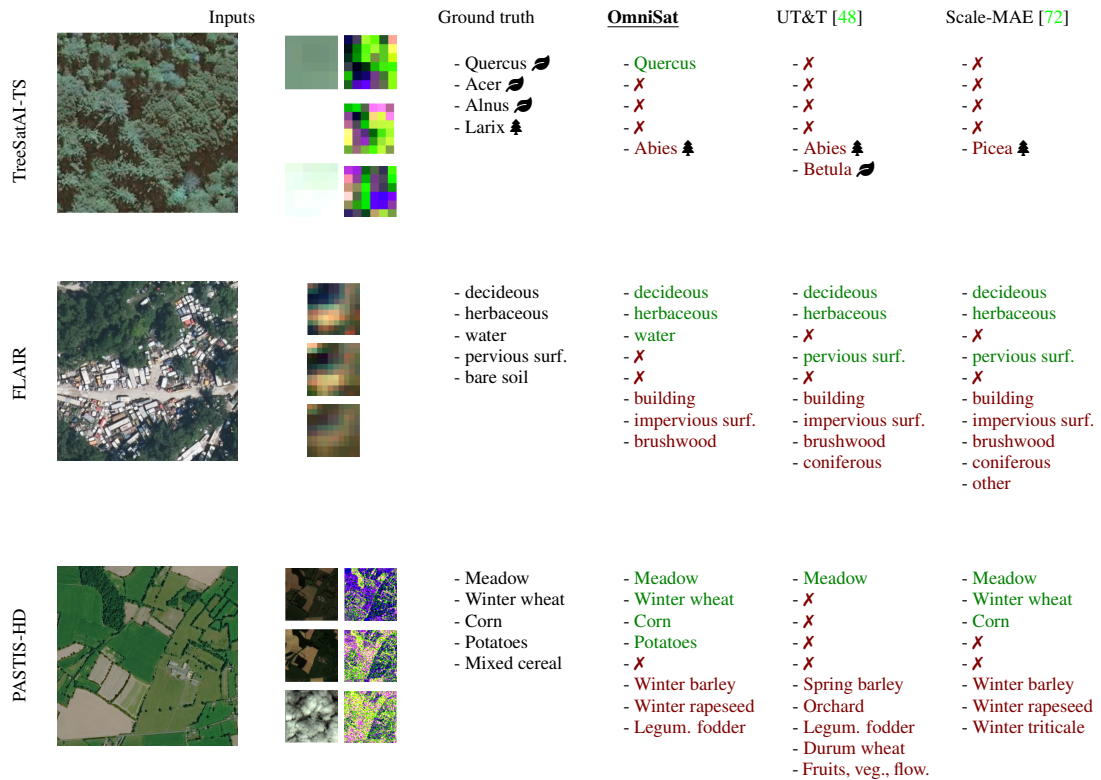 Inputs Ground truth OmniSat UT&T [48] Scale-MAE [72]
TreeSatAI-TS
- Quercus - Quercus - ✗ - ✗
- Acer - ✗ - ✗ - ✗
- Alnus - ✗ - ✗ - ✗
- Larix - ✗ - ✗ - ✗
- Abies - Abies - Picea
- Betula
FLAIR
- decideous - decideous - decideous - decideous
- herbaceous - herbaceous - herbaceous - herbaceous
- water - water - ✗ - ✗
- pervious surf. - ✗ - pervious surf. - pervious surf.
- bare soil - ✗ - ✗ - ✗
- building - building - building
- impervious surf. - impervious surf. - impervious surf.
- brushwood - brushwood - brushwood
- coniferous - coniferous
- other
PASTIS-HD
- Meadow - Meadow - Meadow - Meadow
- Winter wheat - Winter wheat - ✗ - Winter wheat
- Corn - Corn - ✗ - Corn
- Potatoes - Potatoes - ✗ - ✗
- Mixed cereal - ✗ - ✗ - ✗
- Winter barley - Spring barley - Winter barley
- Winter rapeseed - Orchard - Winter rapeseed
- Legum. fodder - Legum. fodder - Winter triticale
- Durum wheat
- Fruits, veg., flow.